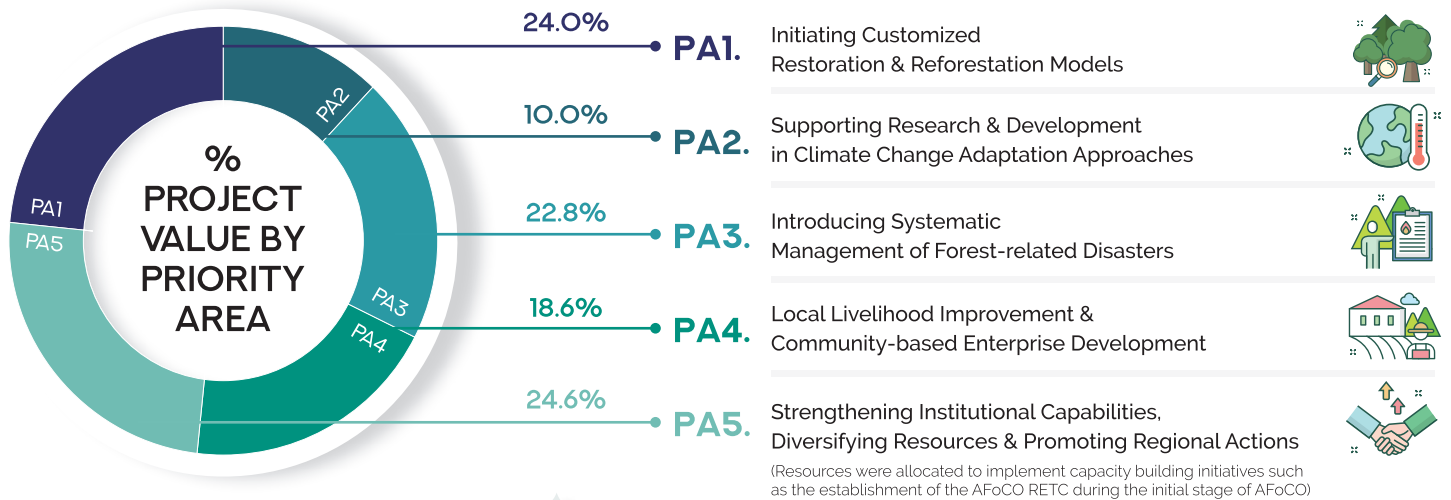 %
PROJECT
VALUE BY
PRIORITY
AREA
PA1
PA2
PA3
PA4
PA5
24.0%
PA1.
Initiating Customized
Restoration & Reforestation Models
10.0%
PA2.
Supporting Research & Development
in Climate Change Adaptation Approaches
22.8%
PA3.
Introducing Systematic
Management of Forest-related Disasters
18.6%
PA4.
Local Livelihood Improvement &
Community-based Enterprise Development
24.6%
PA5.
Strengthening Institutional Capabilities,
Diversifying Resources & Promoting Regional Actions
(Resources were allocated to implement capacity building initiatives such
as the establishment of the AFoCO RETC during the initial stage of AFoCO)